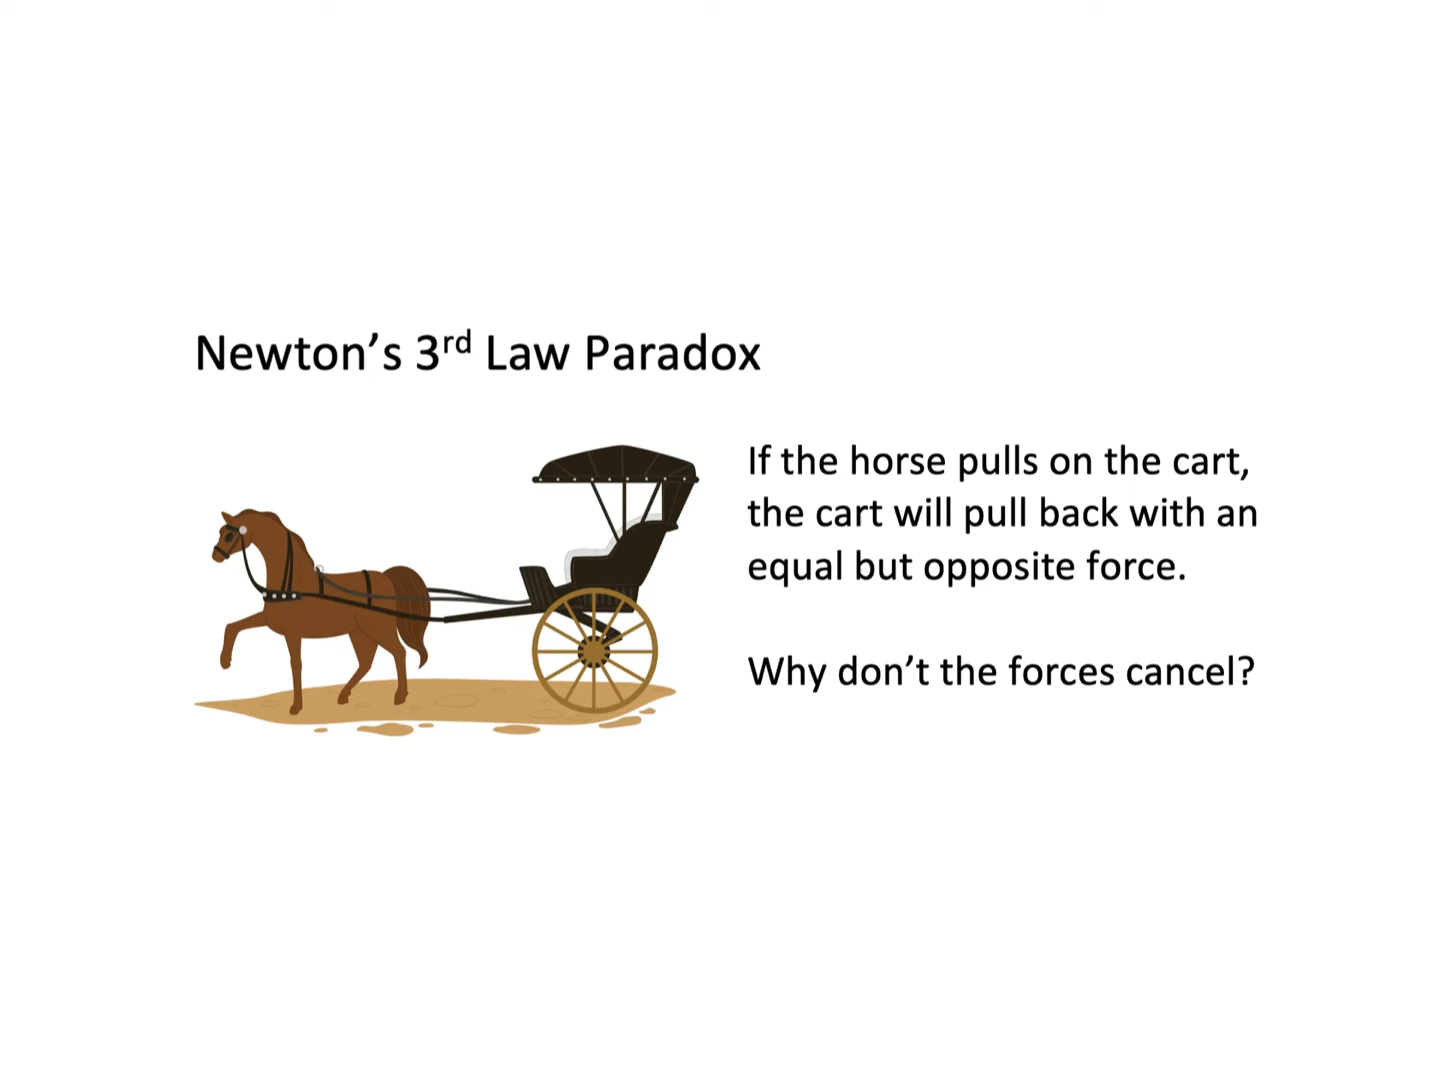 Newton’s 3rd Law Paradox
If the horse pulls on the cart,
the cart will pull back with an
equal but opposite force.
Why don’t the forces cancel?